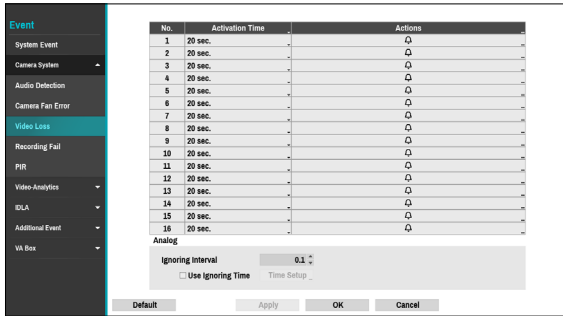 Event
System Event
Camera System
Audio Detection
Camera Fan Error
Video Loss
Recording Fail
PIR
Video-Analytics
IDLA
Additional Event
VA Box
No. Activation Time Actions
1 20 sec.
2 20 sec.
3 20 sec.
4 20 sec.
5 20 sec.
6 20 sec.
7 20 sec.
8 20 sec.
9 20 sec.
10 20 sec.
11 20 sec.
12 20 sec.
13 20 sec.
14 20 sec.
15 20 sec.
16 20 sec.
Analog
Ignoring Interval 0.1
Use Ignoring Time Time Setup
Default Apply OK Cancel